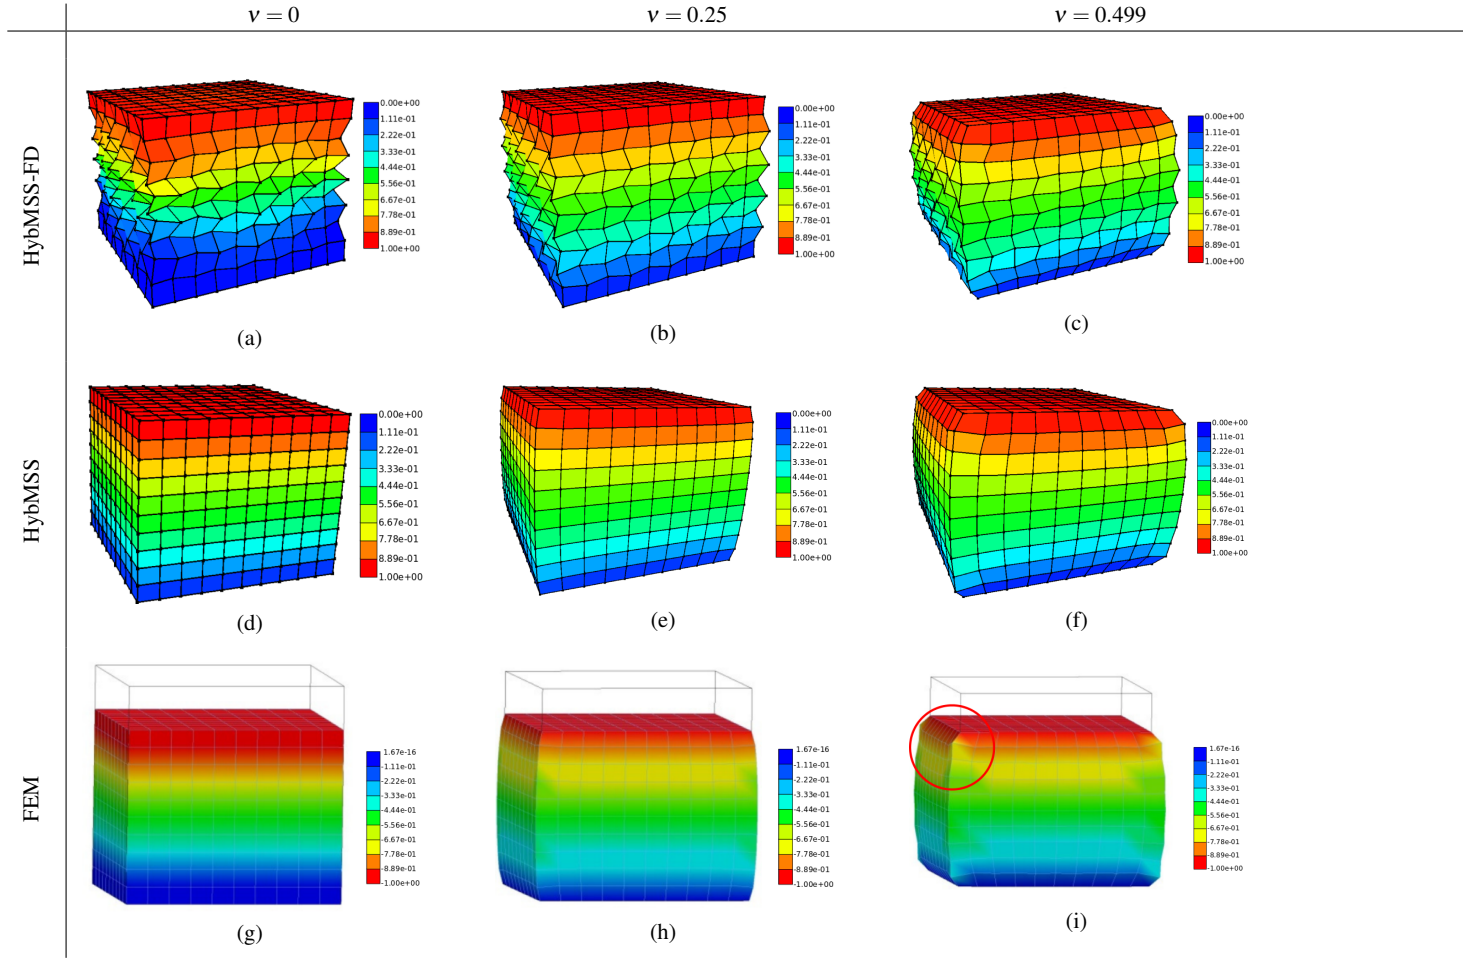 ν = 0
ν = 0.25
ν = 0.499
HybMSS-FD
0.00e+00
1.11e-01
2.22e-01
3.33e-01
4.44e-01
5.56e-01
6.67e-01
7.78e-01
8.89e-01
1.00e+00
(a)
0.00e+00
1.11e-01
2.22e-01
3.33e-01
4.44e-01
5.56e-01
6.67e-01
7.78e-01
8.89e-01
1.00e+00
(b)
0.00e+00
1.11e-01
2.22e-01
3.33e-01
4.44e-01
5.56e-01
6.67e-01
7.78e-01
8.89e-01
1.00e+00
(c)
HybMSS
0.00e+00
1.11e-01
2.22e-01
3.33e-01
4.44e-01
5.56e-01
6.67e-01
7.78e-01
8.89e-01
1.00e+00
(d)
0.00e+00
1.11e-01
2.22e-01
3.33e-01
4.44e-01
5.56e-01
6.67e-01
7.78e-01
8.89e-01
1.00e+00
(e)
0.00e+00
1.11e-01
2.22e-01
3.33e-01
4.44e-01
5.56e-01
6.67e-01
7.78e-01
8.89e-01
1.00e+00
(f)
FEM
1.67e-16
-1.11e-01
-2.22e-01
-3.33e-01
-4.44e-01
-5.56e-01
-6.67e-01
-7.78e-01
-8.89e-01
-1.00e+00
(g)
1.67e-16
-1.11e-01
-2.22e-01
-3.33e-01
-4.44e-01
-5.56e-01
-6.67e-01
-7.78e-01
-8.89e-01
-1.00e+00
(h)
1.67e-16
-1.11e-01
-2.22e-01
-3.33e-01
-4.44e-01
-5.56e-01
-6.67e-01
-7.78e-01
-8.89e-01
-1.00e+00
(i)